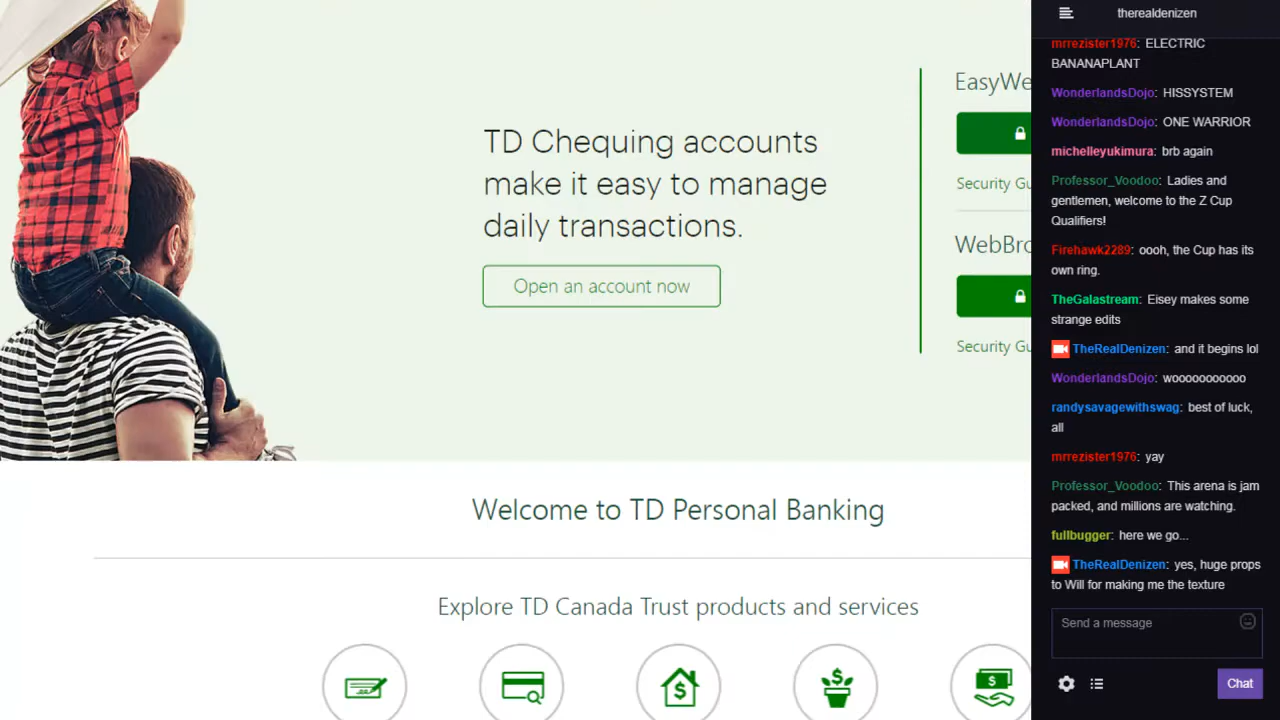 TD Chequing accounts
make it easy to manage
daily transactions.
Open an account now
EasyWe
Security Gu
WebBro
Security Gu
Welcome to TD Personal Banking
Explore TD Canada Trust products and services
therealdenizen
mrrezister1976: ELECTRIC
BANANAPLANT
WonderlandsDojo: HISSYSTEM
WonderlandsDojo: ONE WARRIOR
michelleyukimura: brb again
Professor_Voodoo: Ladies and
gentlemen, welcome to the Z Cup
Qualifiers!
Firehawk2289: oooh, the Cup has its
own ring.
TheGalastream: Eisey makes some
strange edits
TheRealDenizen: and it begins lol
WonderlandsDojo: wooooooooooo
randysavagewithswag: best of luck,
all
mrrezister1976: yay
Professor_Voodoo: This arena is jam
packed, and millions are watching.
fullbugger: here we go...
TheRealDenizen: yes, huge props
to Will for making me the texture
Send a message
Chat